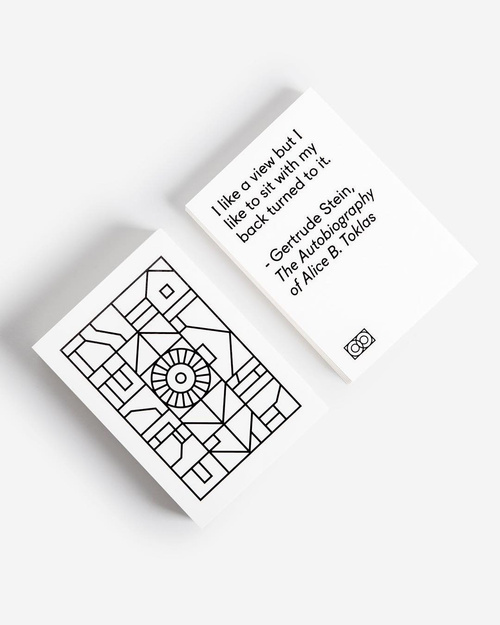 I like a view but I
like to sit with my
back turned to it.
- Gertrude Stein,
The Autobiography
of Alice B. Toklas